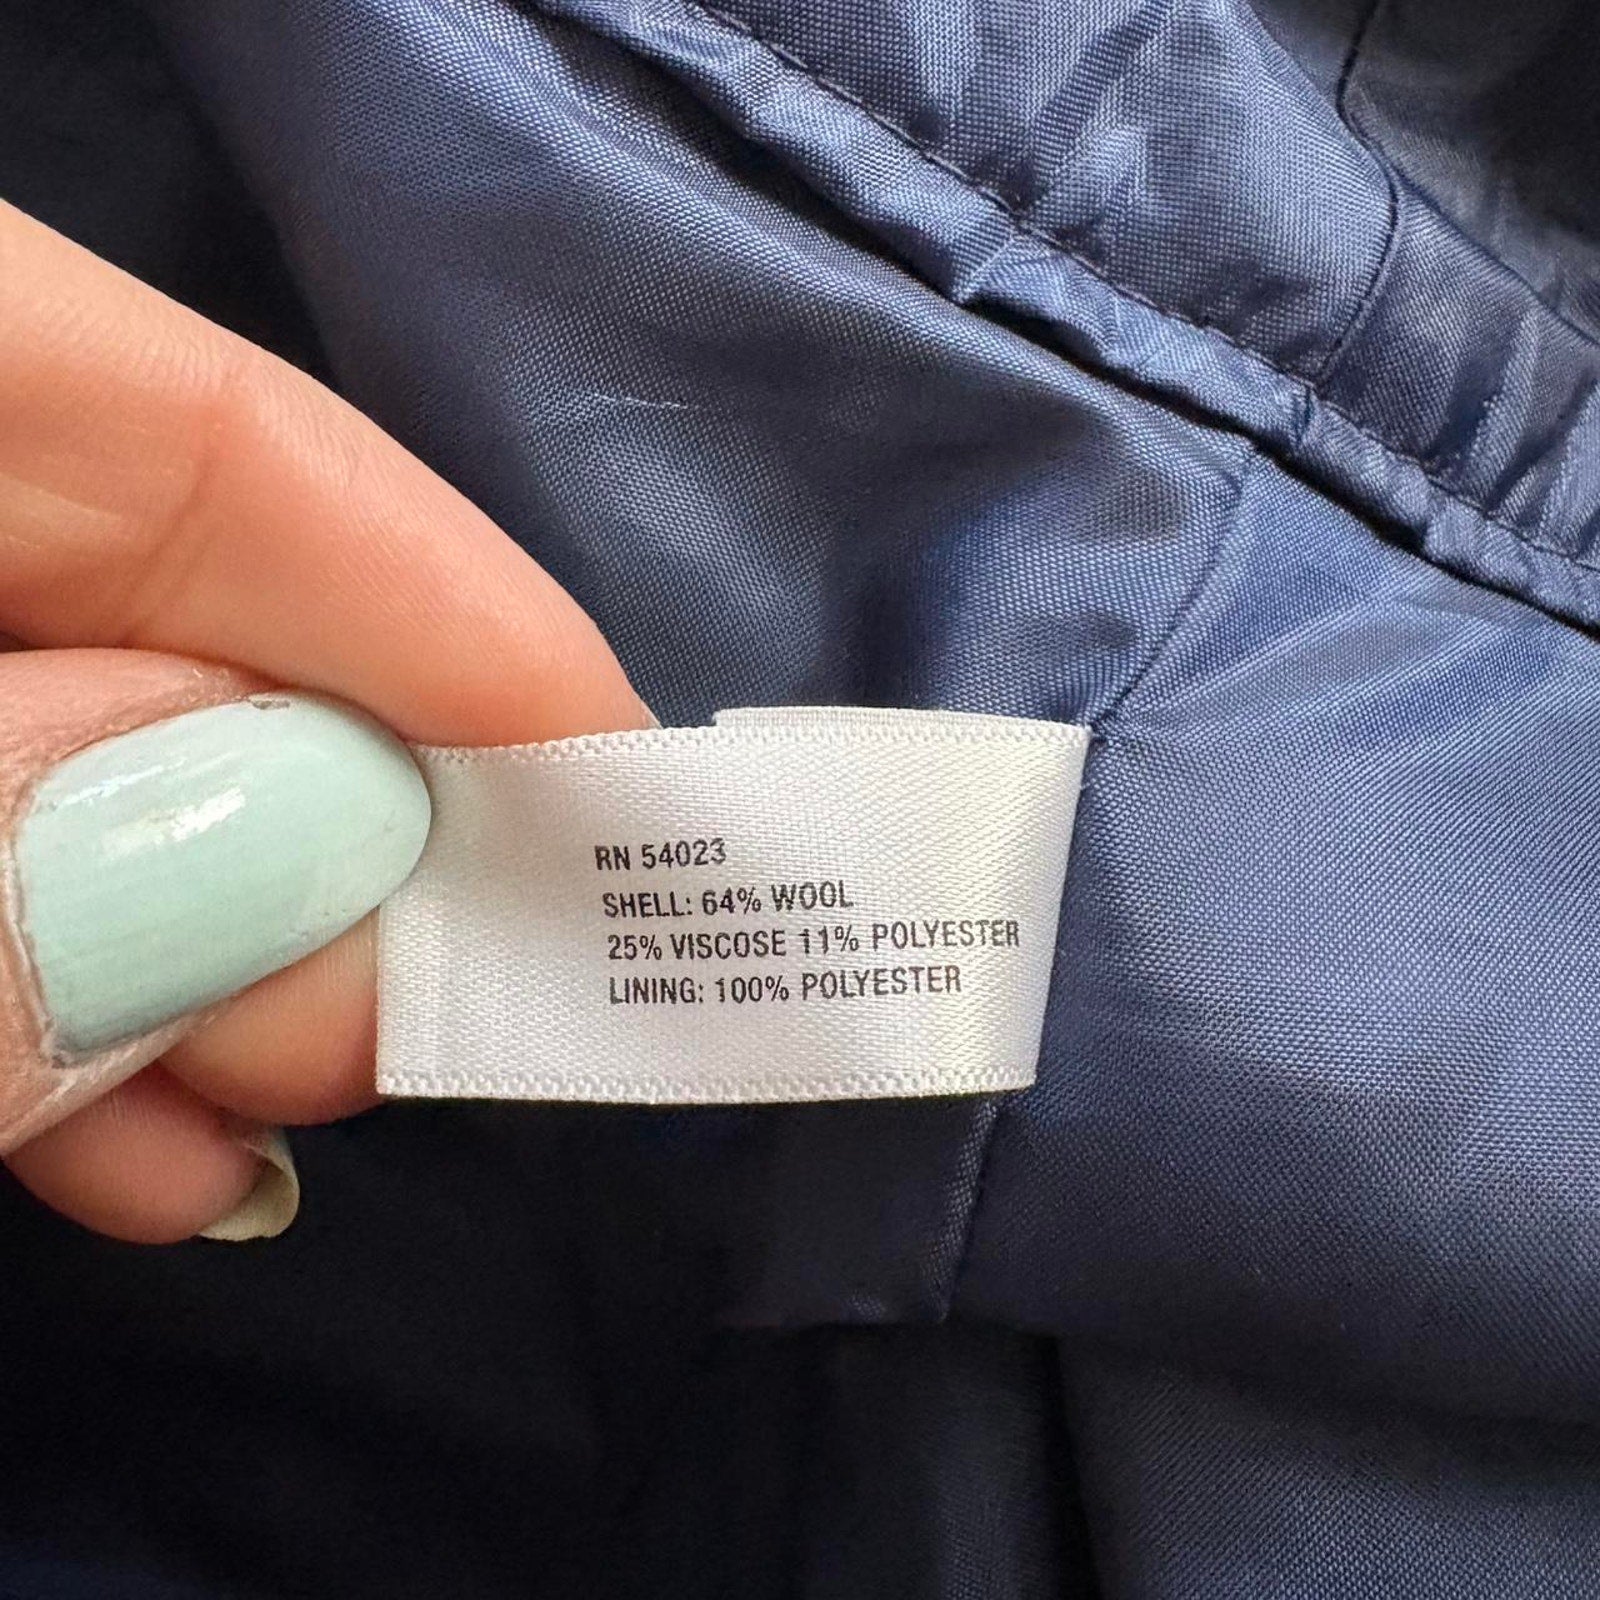 RN 54023
SHELL: 64% WOOL
25% VISCOSE 11% POLYESTER
LINING: 100% POLYESTER